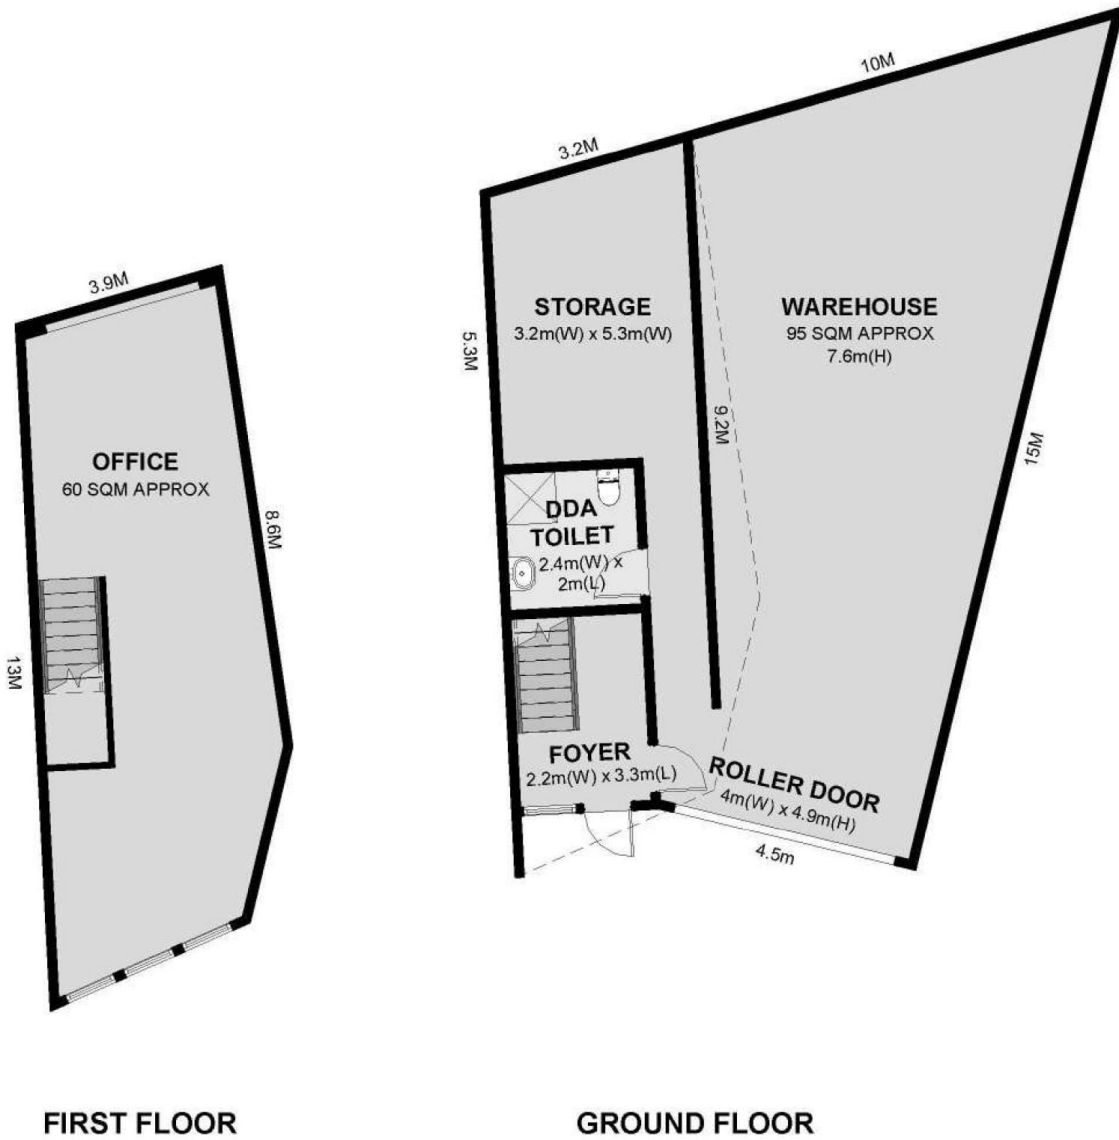 3.9M
OFFICE
60 SQM APPROX
8.6M
13M
FIRST FLOOR
10M
3.2M
STORAGE
3.2m(W) x 5.3m(W)
5.3M
WAREHOUSE
95 SQM APPROX
7.6m(H)
9.2M
15M
DDA
TOILET
2.4m(W) x
2m(L)
FOYER
2.2m(W) x 3.3m(L)
ROLLER DOOR
4m(W) x 4.9m(H)
4.5m
GROUND FLOOR